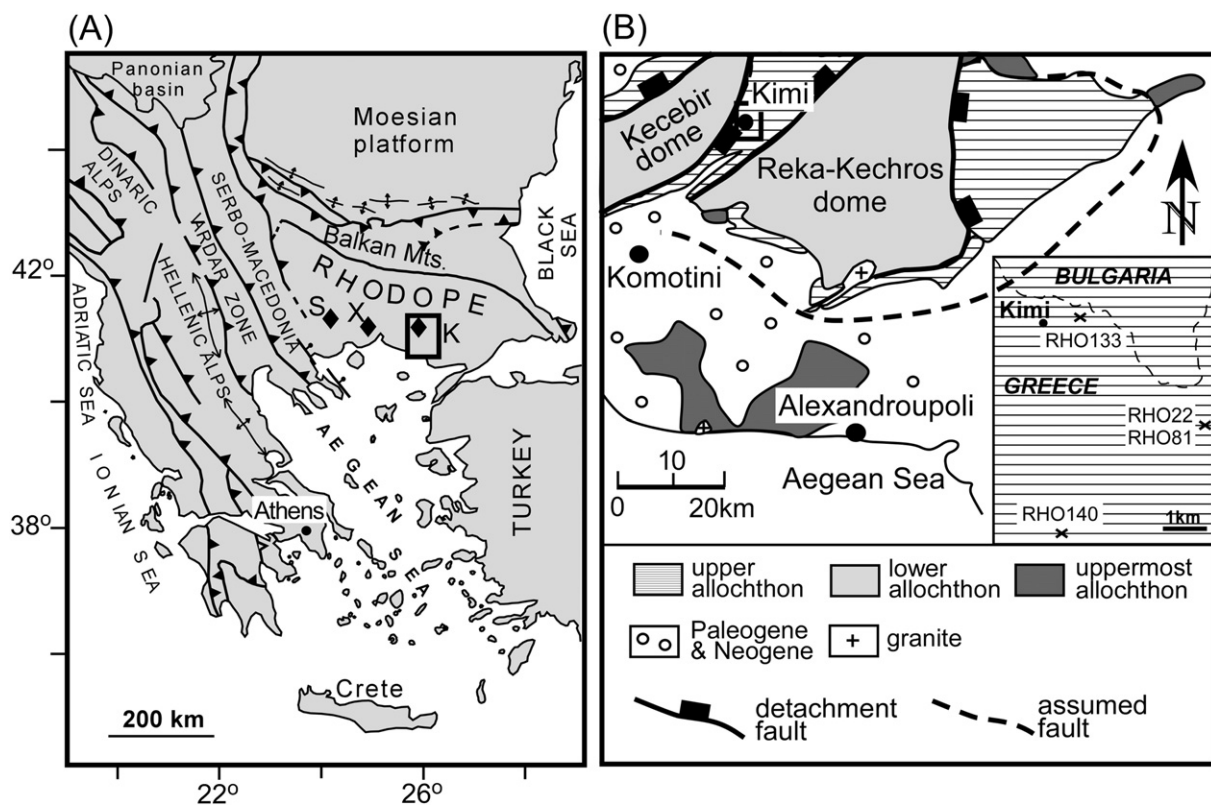 (A)
Panonian
basin
Moesian
platform
DINARIC
ALPS
SERBO-MACEDONIA
VARDAR ZONE
HELLENIC ALPS
Balkan Mts.
RHODOPE
S
X
K
BLACK
SEA
42º
ADRIATIC SEA
IONIAN SEA
AEGEAN SEA
TURKEY
Athens
38º
Crete
200 km
22º
26º
(B)
Kimi
Kecebir
dome
Reka-Kechros
dome
N
Komotini
BULGARIA
Kimi
RHO133
GREECE
RHO22
RHO81
RHO140
1km
Alexandroupoli
10
0
20km
Aegean Sea
upper
allochthon
lower
allochthon
uppermost
allochthon
Paleogene
& Neogene
granite
detachment
fault
assumed
fault